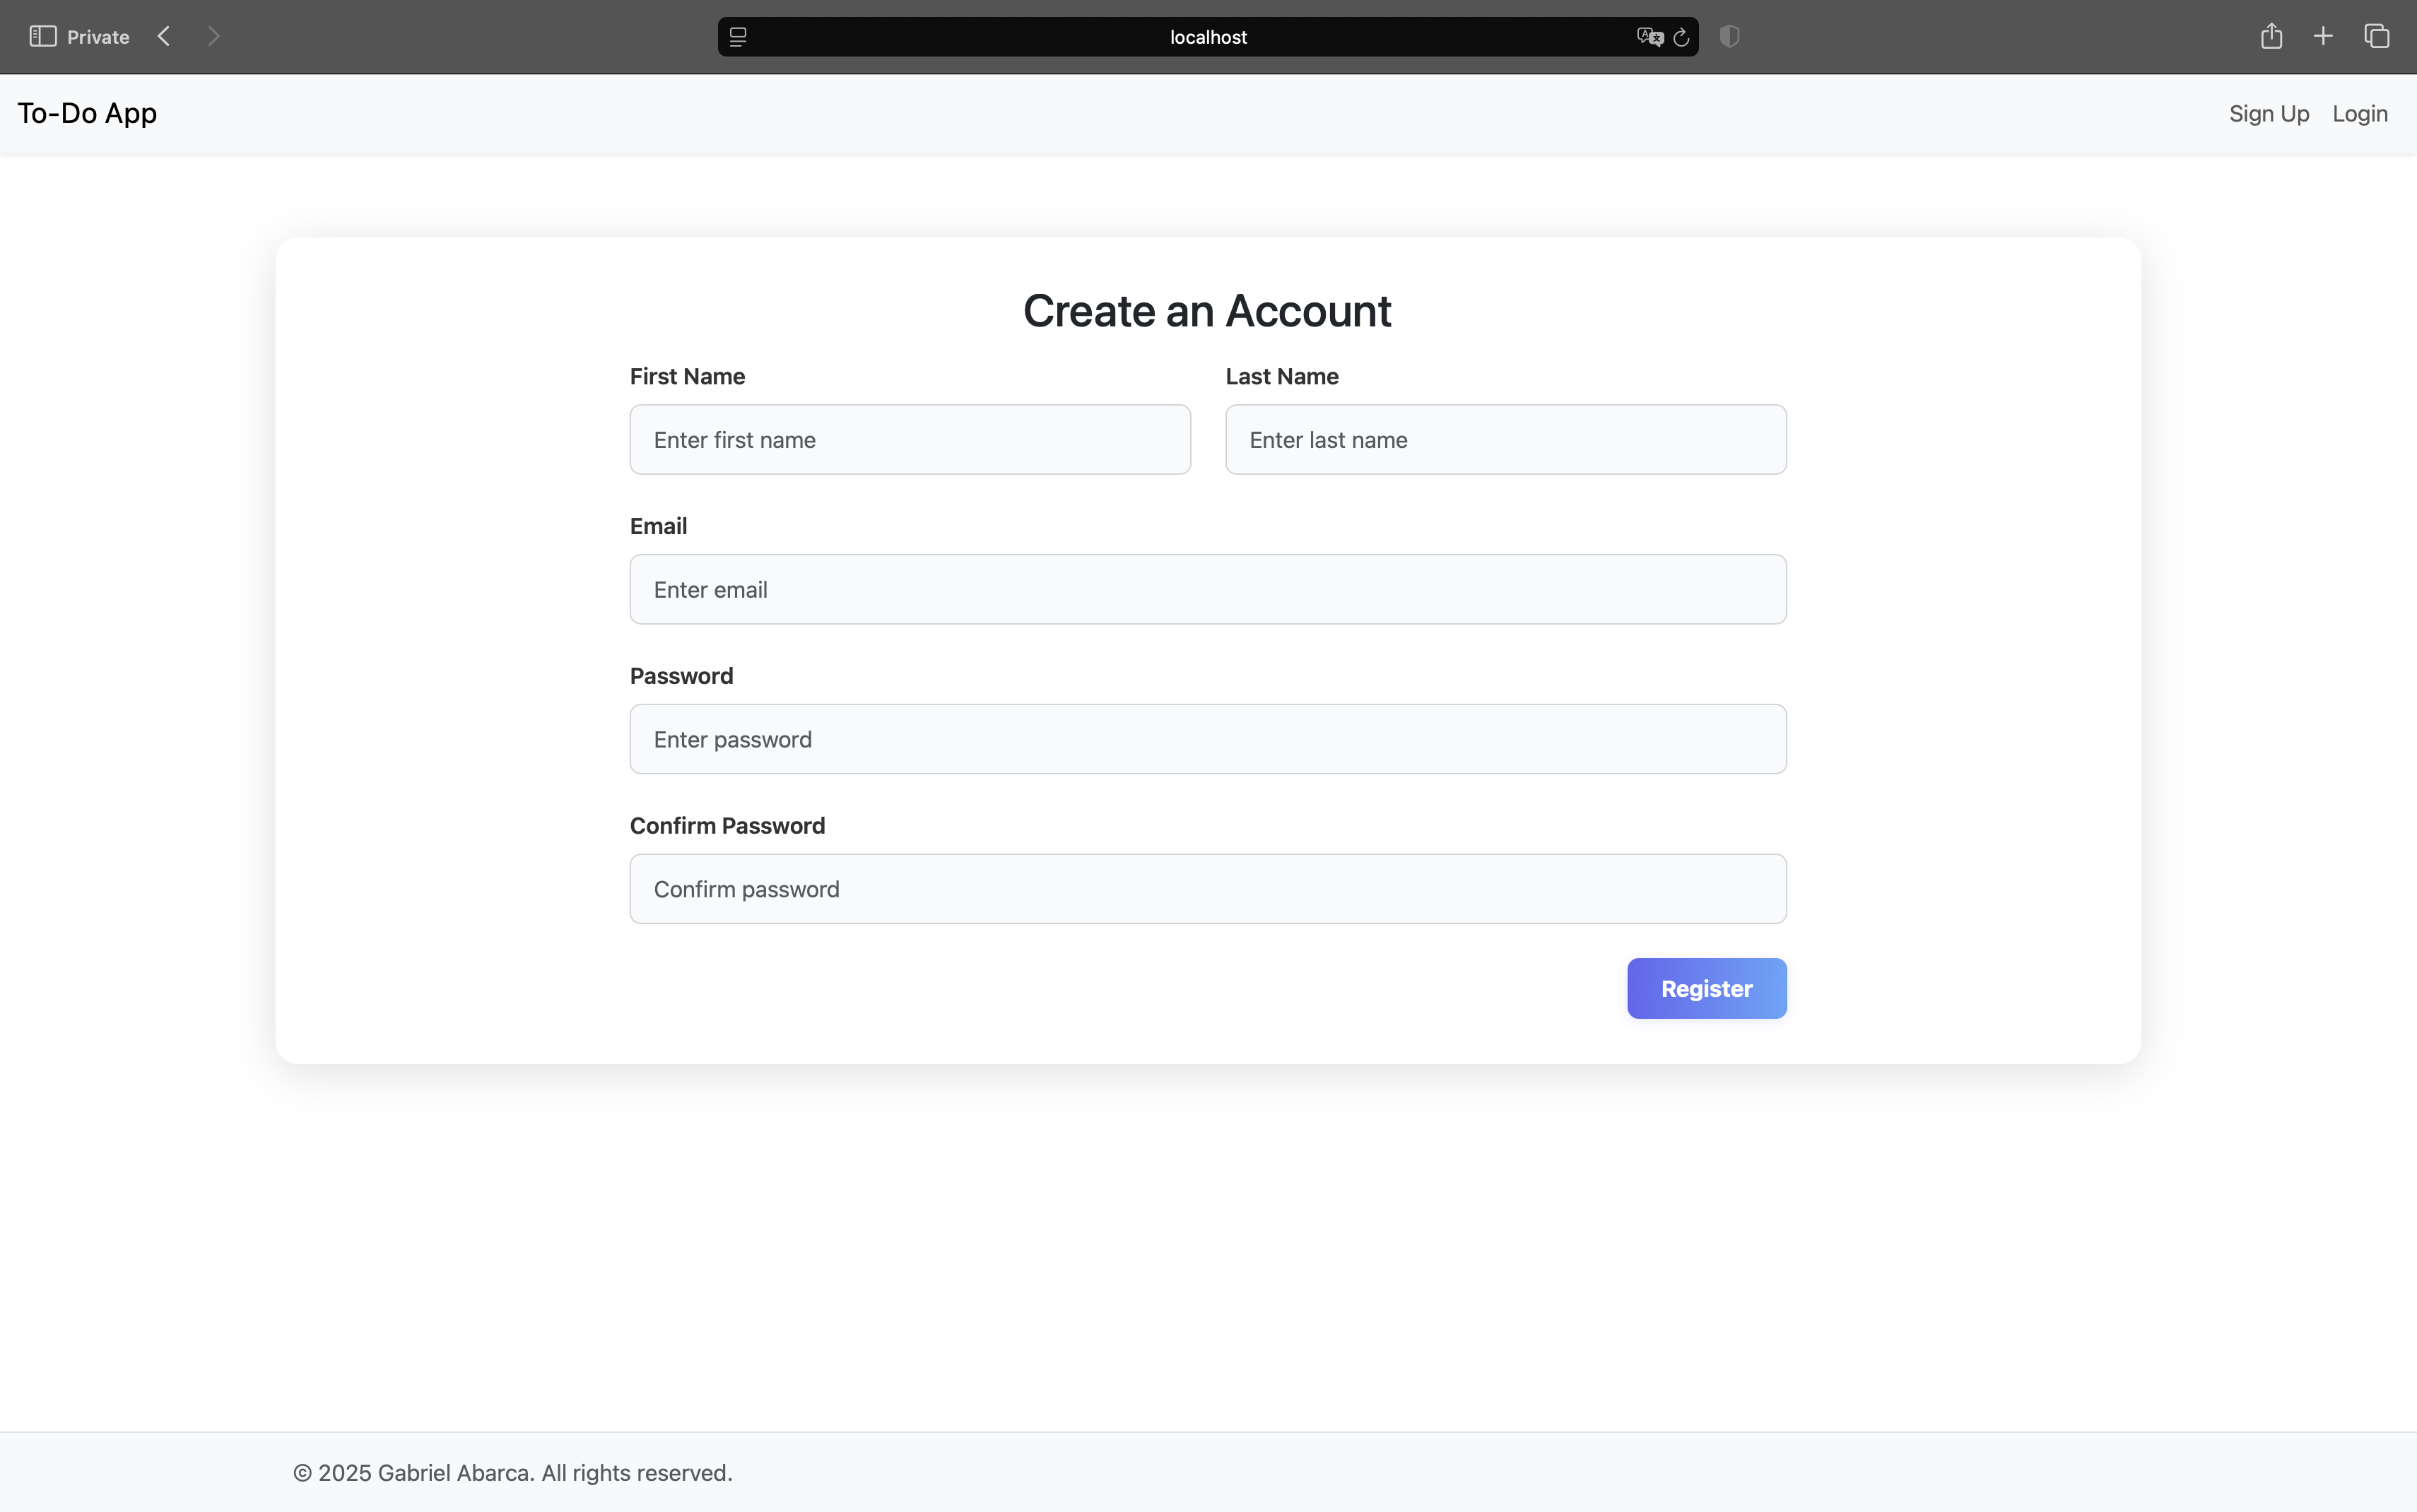 Private
localhost
To-Do App
Sign Up Login
Create an Account
First Name Last Name
Enter first name Enter last name
Email
Enter email
Password
Enter password
Confirm Password
Confirm password
Register
© 2025 Gabriel Abarca. All rights reserved.